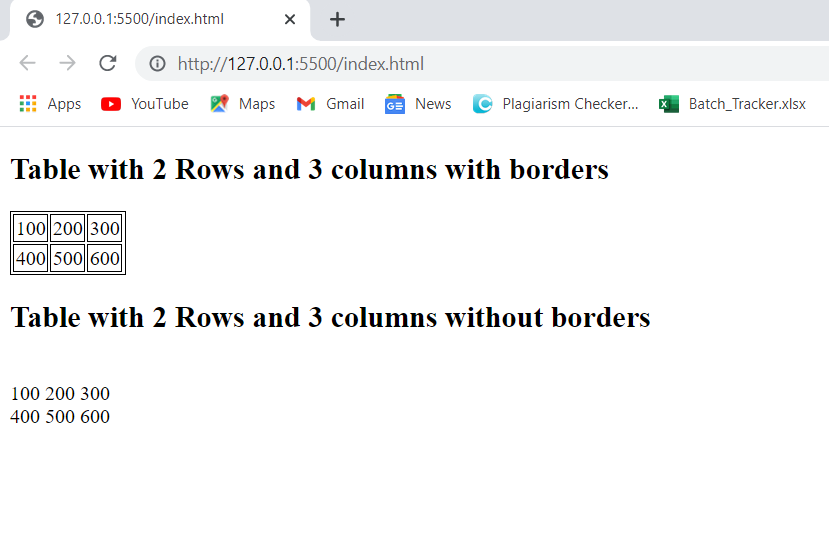 127.0.0.1:5500/index.html
http://127.0.0.1:5500/index.html
Apps YouTube Maps Gmail News Plagiarism Checker... Batch_Tracker.xlsx
Table with 2 Rows and 3 columns with borders
100 200 300
400 500 600
Table with 2 Rows and 3 columns without borders
100 200 300
400 500 600